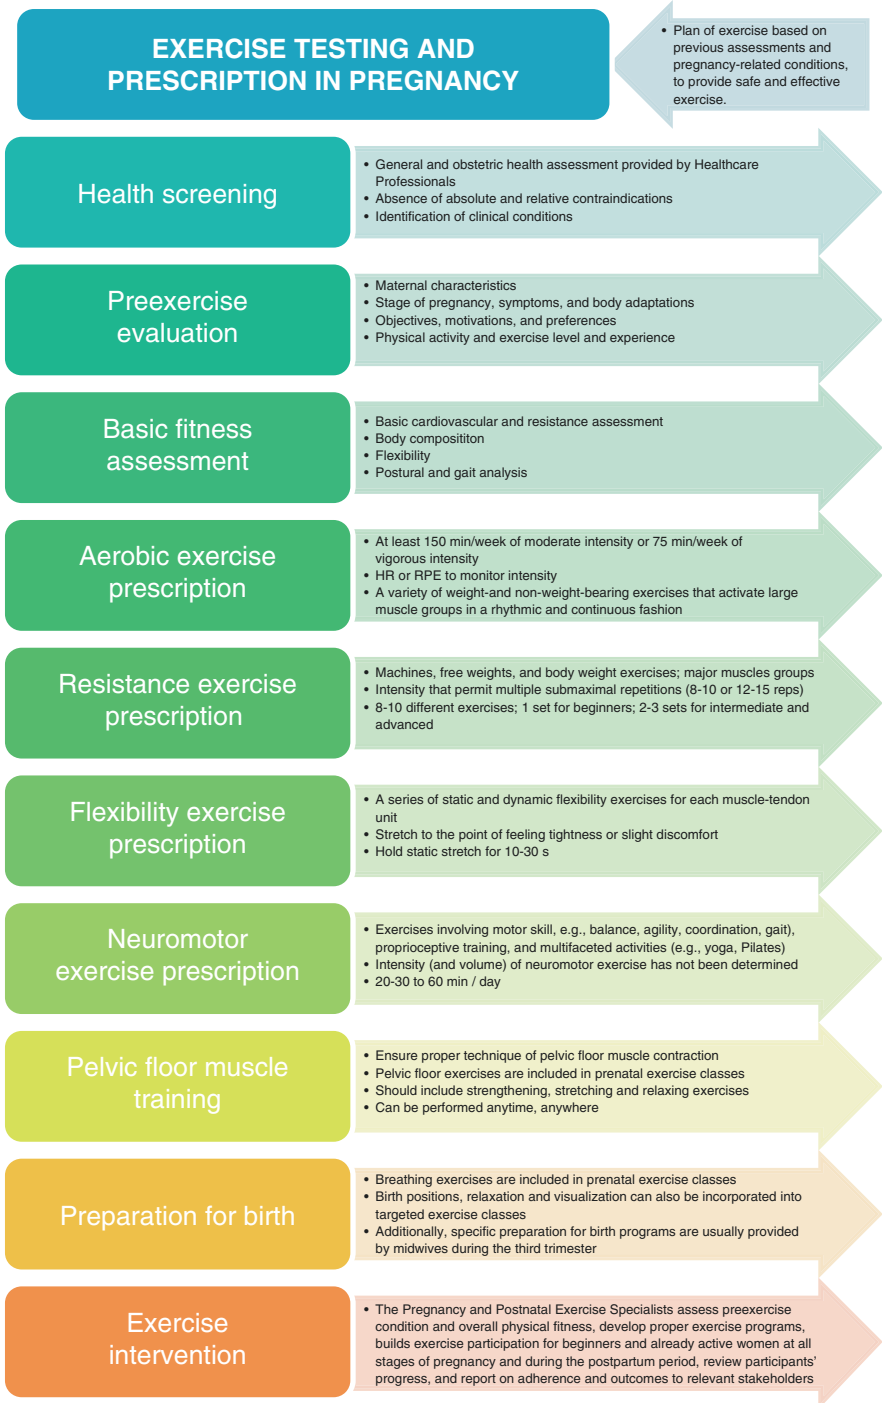 EXERCISE TESTING AND
PRESCRIPTION IN PREGNANCY
• Plan of exercise based on
previous assessments and
pregnancy-related conditions,
to provide safe and effective
exercise.
Health screening
• General and obstetric health assessment provided by Healthcare
Professionals
• Absence of absolute and relative contraindications
• Identification of clinical conditions
Preexercise
evaluation
• Maternal characteristics
• Stage of pregnancy, symptoms, and body adaptations
• Objectives, motivations, and preferences
• Physical activity and exercise level and experience
Basic fitness
assessment
• Basic cardiovascular and resistance assessment
• Body composititon
• Flexibility
• Postural and gait analysis
Aerobic exercise
prescription
• At least 150 min/week of moderate intensity or 75 min/week of
vigorous intensity
• HR or RPE to monitor intensity
• A variety of weight-and non-weight-bearing exercises that activate large
muscle groups in a rhythmic and continuous fashion
Resistance exercise
prescription
• Machines, free weights, and body weight exercises; major muscles groups
• Intensity that permit multiple submaximal repetitions (8-10 or 12-15 reps)
• 8-10 different exercises; 1 set for beginners; 2-3 sets for intermediate and
advanced
Flexibility exercise
prescription
• A series of static and dynamic flexibility exercises for each muscle-tendon
unit
• Stretch to the point of feeling tightness or slight discomfort
• Hold static stretch for 10-30 s
Neuromotor
exercise prescription
• Exercises involving motor skill, e.g., balance, agility, coordination, gait),
proprioceptive training, and multifaceted activities (e.g., yoga, Pilates)
• Intensity (and volume) of neuromotor exercise has not been determined
• 20-30 to 60 min / day
Pelvic floor muscle
training
• Ensure proper technique of pelvic floor muscle contraction
• Pelvic floor exercises are included in prenatal exercise classes
• Should include strengthening, stretching and relaxing exercises
• Can be performed anytime, anywhere
Preparation for birth
• Breathing exercises are included in prenatal exercise classes
• Birth positions, relaxation and visualization can also be incorporated into
targeted exercise classes
• Additionally, specific preparation for birth programs are usually provided
by midwives during the third trimester
Exercise
intervention
• The Pregnancy and Postnatal Exercise Specialists assess preexercise
condition and overall physical fitness, develop proper exercise programs,
builds exercise participation for beginners and already active women at all
stages of pregnancy and during the postpartum period, review participants'
progress, and report on adherence and outcomes to relevant stakeholders